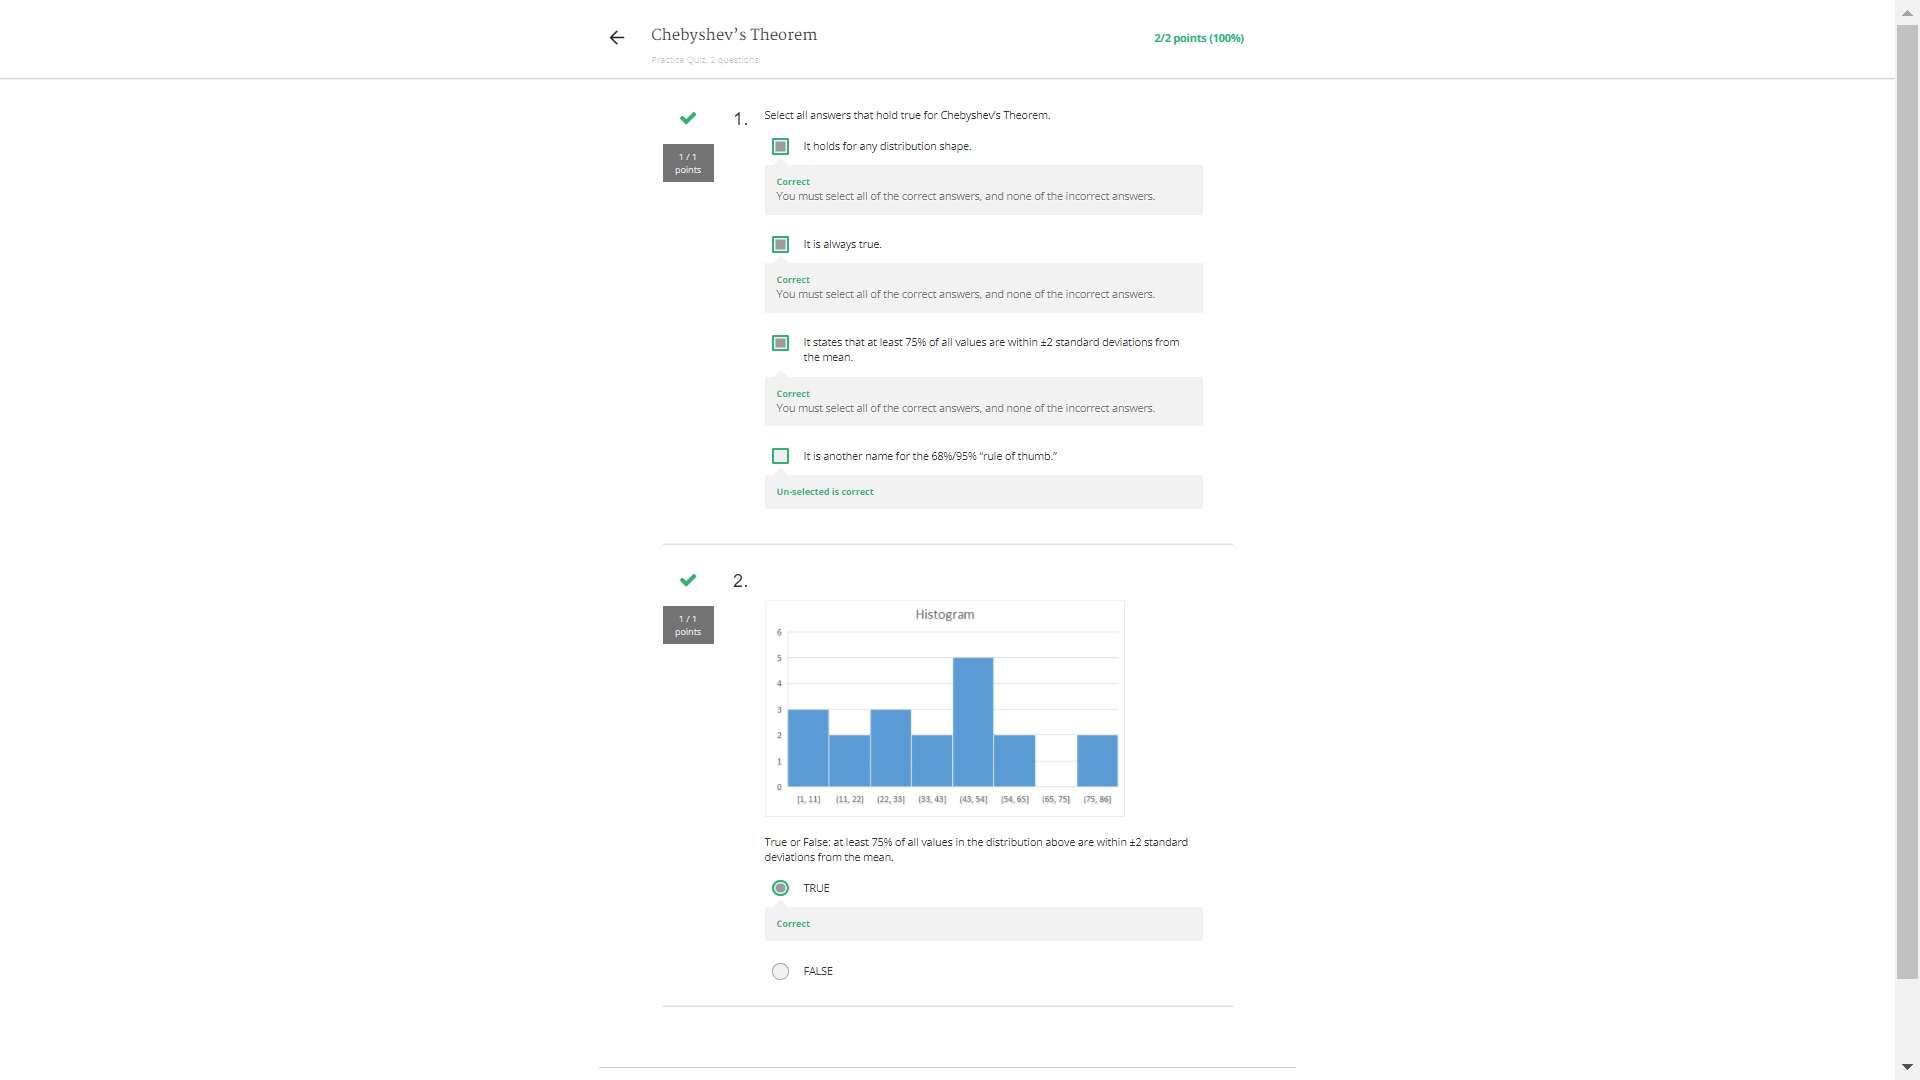 Chebyshev’s Theorem
2/2 points (100%)
Practice Quiz, 2 questions
1.
Select all answers that hold true for Chebyshev’s Theorem.
1 / 1
points
It holds for any distribution shape.
Correct
You must select all of the correct answers, and none of the incorrect answers.
It is always true.
Correct
You must select all of the correct answers, and none of the incorrect answers.
It states that at least 75% of all values are within ±2 standard deviations from
the mean.
Correct
You must select all of the correct answers, and none of the incorrect answers.
It is another name for the 68%/95% “rule of thumb.”
Un-selected is correct
2.
1 / 1
points
Histogram
6
5
4
3
2
1
0
[1, 11] (11, 22] (22, 33] (33, 43] (43, 54] (54, 65] (65, 75] (75, 86]
True or False: at least 75% of all values in the distribution above are within ±2 standard
deviations from the mean.
TRUE
Correct
FALSE